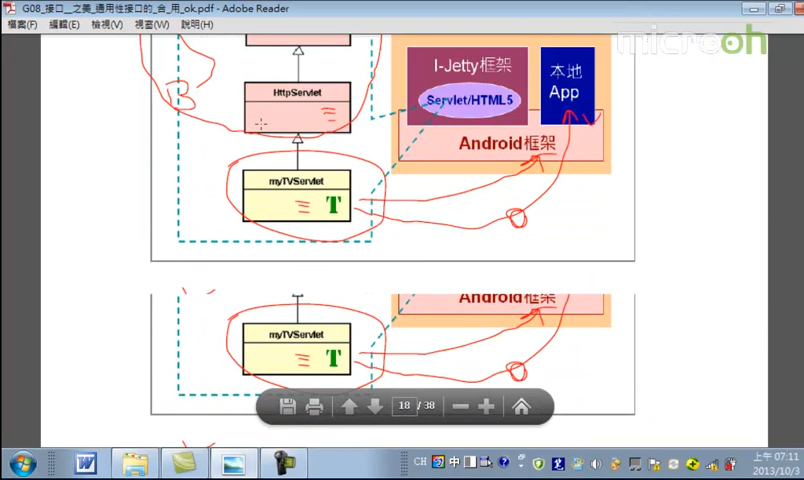 G08_接口__之美_通用性接口的_合_用_ok.pdf - Adobe Reader
檔案(F) 編輯(E) 檢視(V) 視窗(W) 說明(H)
microoh
I-Jetty框架
本地
App
HttpServlet
B
Servlet/HTML5
Android框架
myTVServlet
T
Android框架
myTVServlet
T
18 / 38
CH 中
上午 07:11
2013/10/3